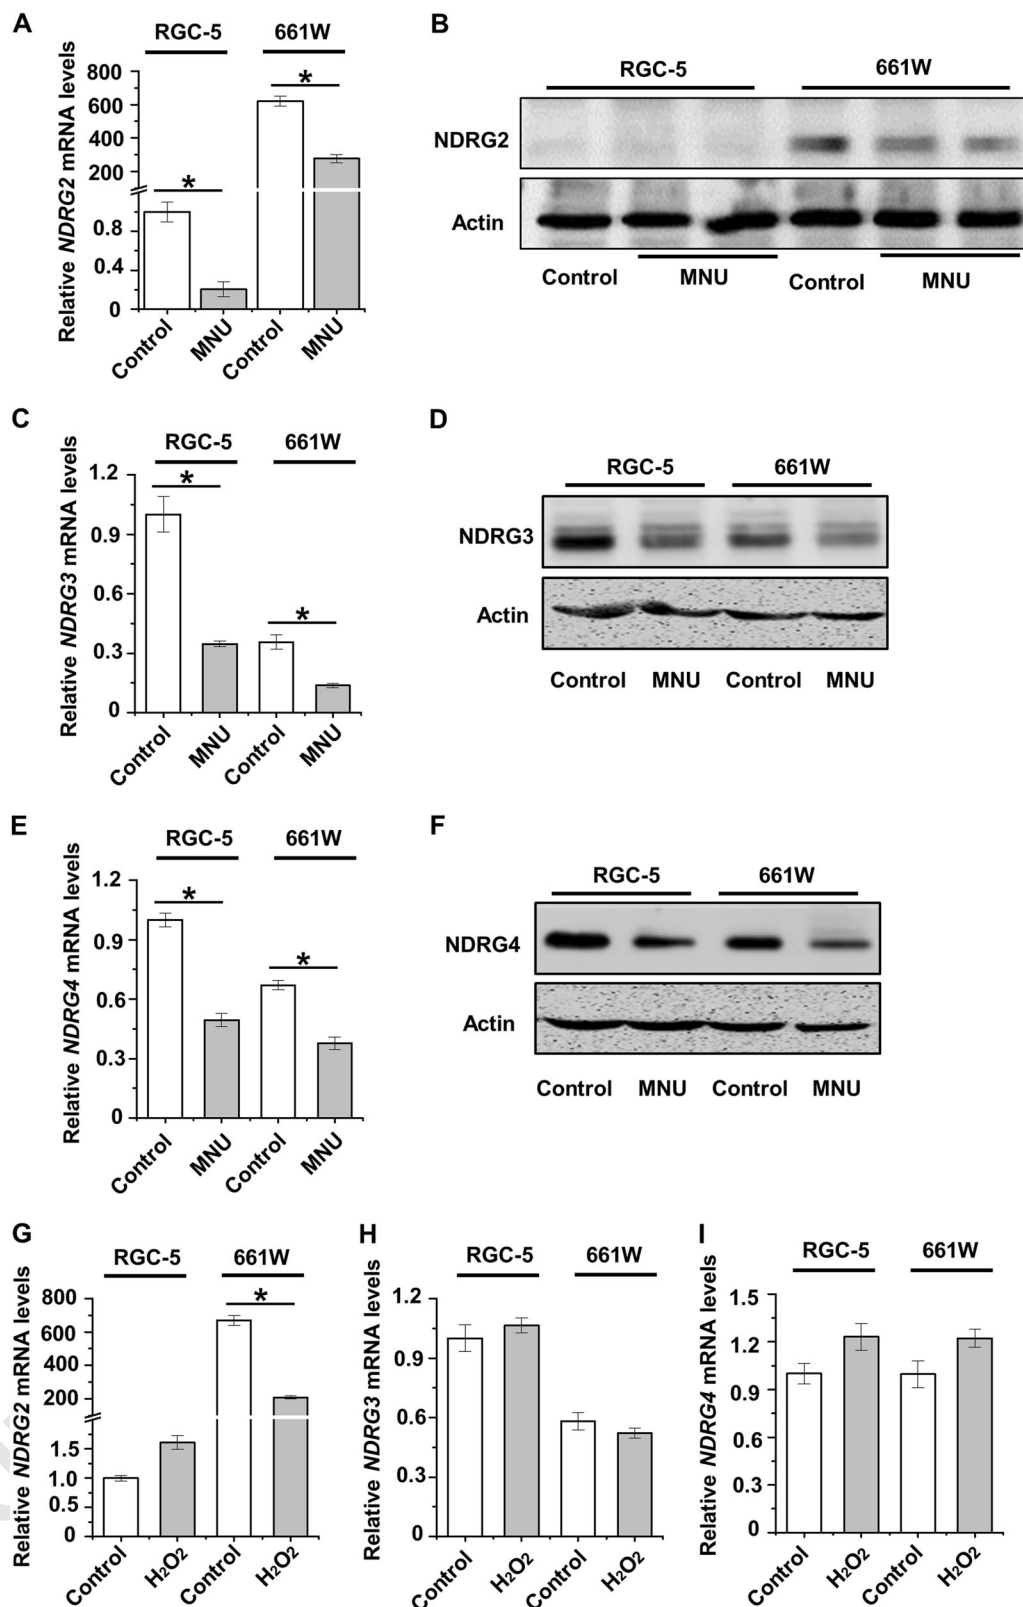 A
RGC-5 661W
Relative NDRG2 mRNA levels
800
600
400
200
0.8
0.4
0
*
*
Control MNU Control MNU
B
RGC-5 661W
NDRG2
Actin
Control MNU Control MNU
C
RGC-5 661W
Relative NDRG3 mRNA levels
1.2
0.9
0.6
0.3
0
*
*
Control MNU Control MNU
D
RGC-5 661W
NDRG3
Actin
Control MNU Control MNU
E
RGC-5 661W
Relative NDRG4 mRNA levels
1.2
0.9
0.6
0.3
0
*
*
Control MNU Control MNU
F
RGC-5 661W
NDRG4
Actin
Control MNU Control MNU
G
RGC-5 661W
Relative NDRG2 mRNA levels
800
600
400
200
1.5
1.0
0.5
0
*
Control H₂O₂ Control H₂O₂
H
RGC-5 661W
Relative NDRG3 mRNA levels
1.2
0.9
0.6
0.3
0
Control H₂O₂ Control H₂O₂
I
RGC-5 661W
Relative NDRG4 mRNA levels
1.5
1.2
0.9
0.6
0.3
0
Control H₂O₂ Control H₂O₂